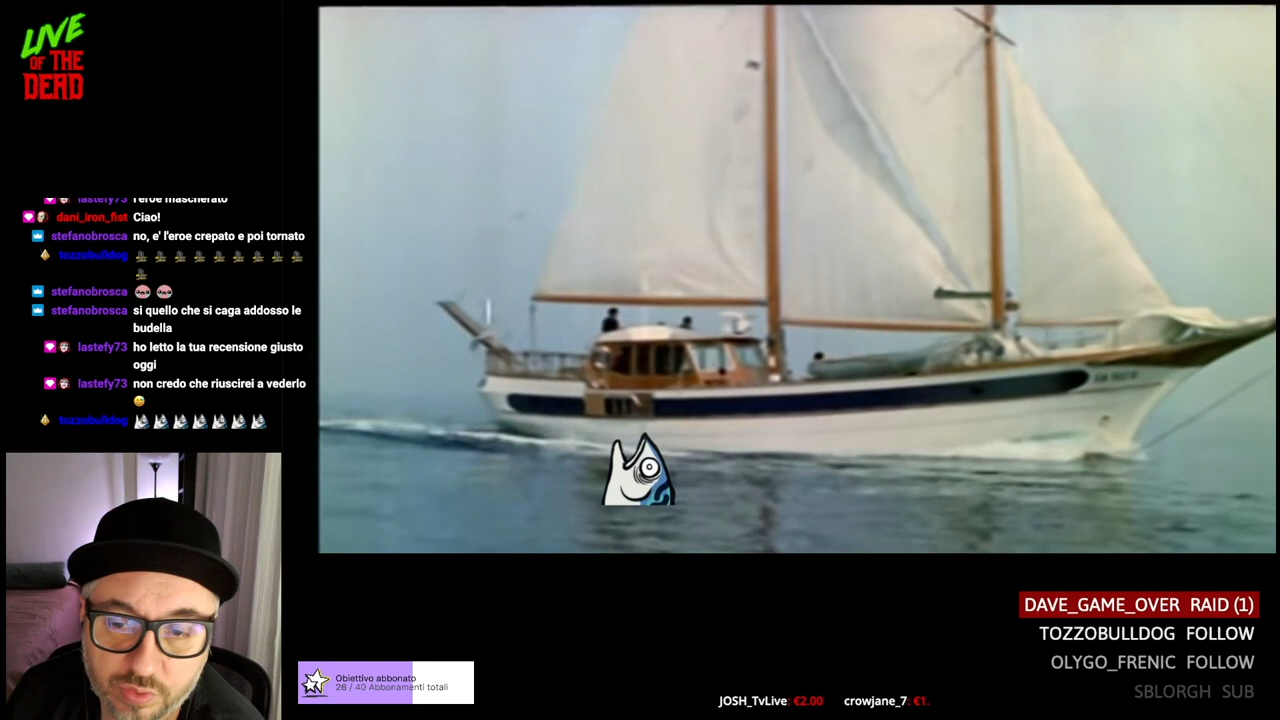 LIVE
OF THE
DEAD
lastefy73 l'eroe mascherato
dani_iron_fist Ciao!
stefanobrosca no, e' l'eroe crepato e poi tornato
tozzobulldog
stefanobrosca
stefanobrosca si quello che si caga addosso le
budella
lastefy73 ho letto la tua recensione giusto
oggi
lastefy73 non credo che riuscirei a vederlo
tozzobulldog
Obiettivo abbonato
26 / 40 Abbonamenti totali
DAVE_GAME_OVER RAID (1)
TOZZOBULLDOG FOLLOW
OLYGO_FRENIC FOLLOW
SBLORGH SUB
JOSH_TvLive: €2.00 crowjane_7: €1.